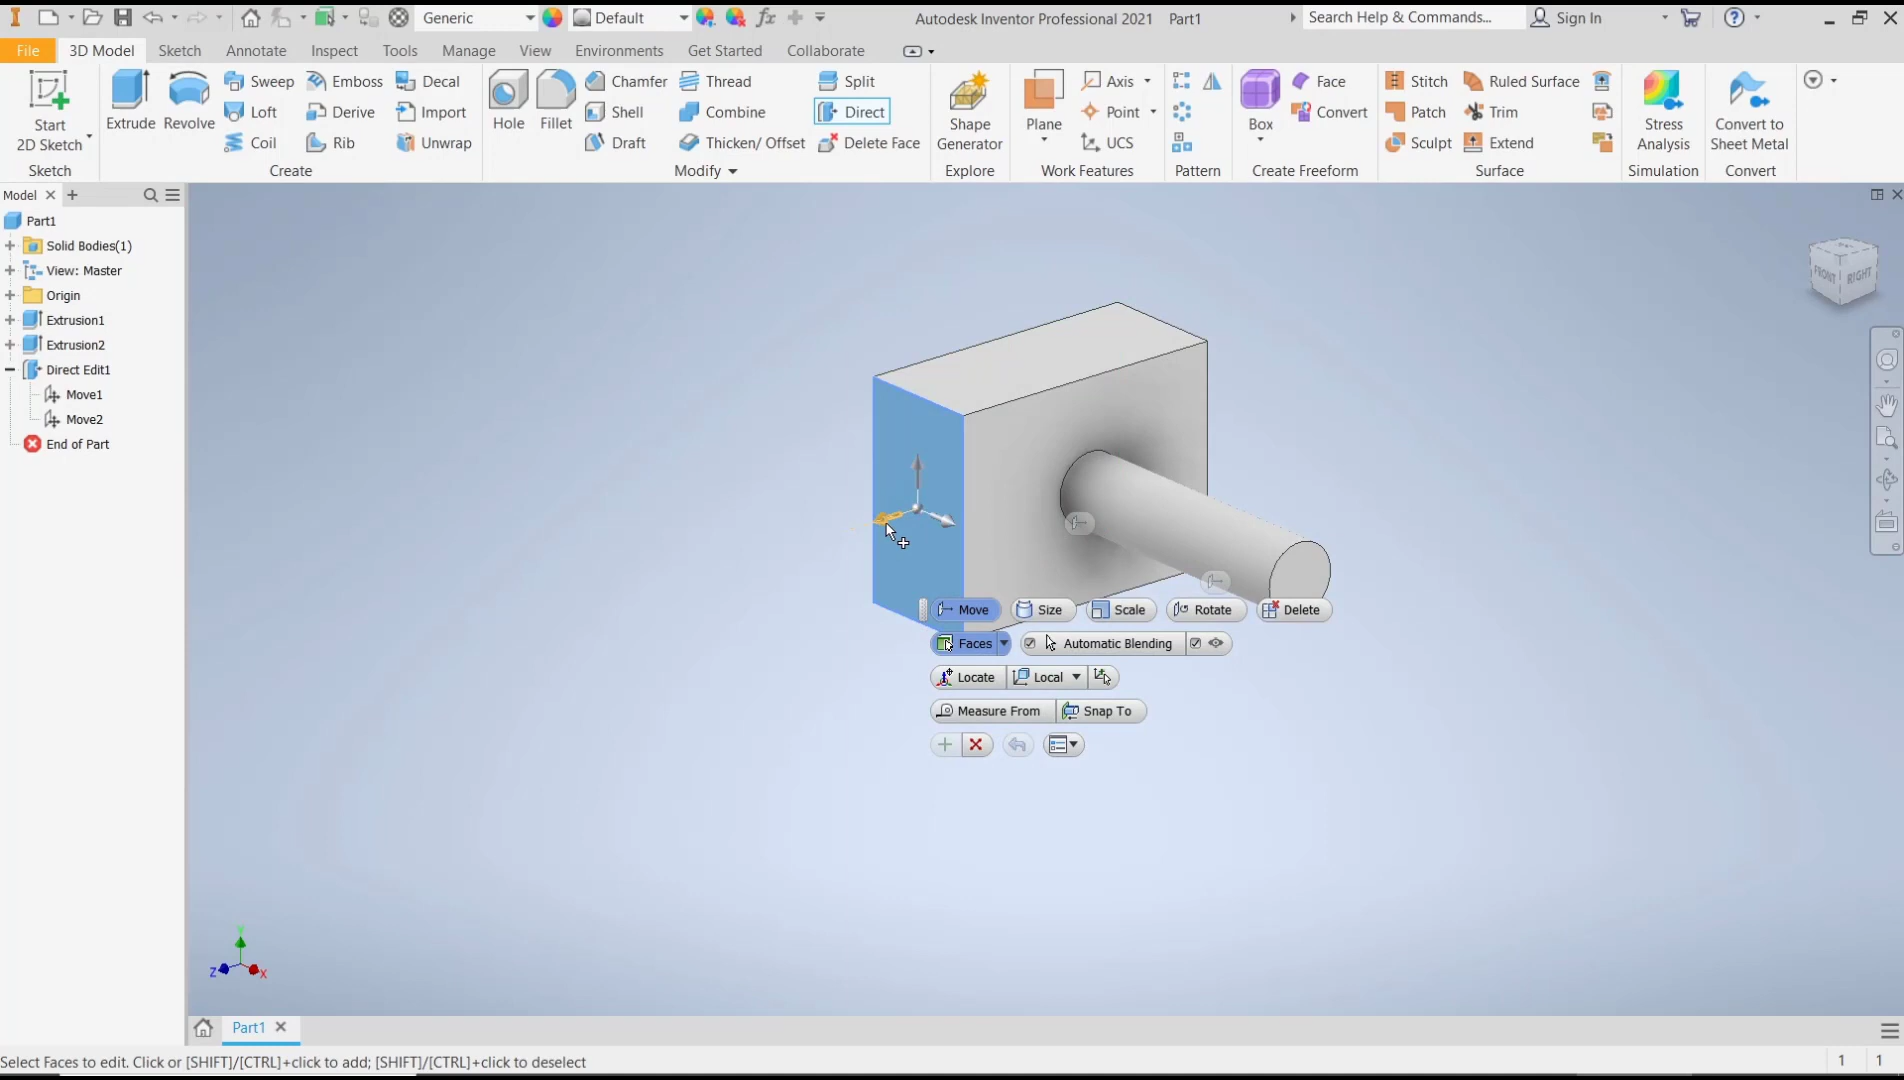 Generic
Default
Autodesk Inventor Professional 2021 Part1
Search Help & Commands...
Sign In
File 3D Model Sketch Annotate Inspect Tools Manage View Environments Get Started Collaborate
Start
2D Sketch
Sketch
Extrude
Revolve
Sweep
Loft
Coil
Emboss
Derive
Rib
Decal
Import
Unwrap
Create
Hole
Fillet
Chamfer
Shell
Draft
Thread
Combine
Thicken/ Offset
Split
Direct
Delete Face
Modify
Shape
Generator
Explore
Plane
Axis
Point
UCS
Work Features
Pattern
Box
Face
Convert
Create Freeform
Stitch
Patch
Sculpt
Ruled Surface
Trim
Extend
Surface
Stress
Analysis
Simulation
Convert to
Sheet Metal
Convert
Model
Part1
Solid Bodies(1)
View: Master
Origin
Extrusion1
Extrusion2
Direct Edit1
Move1
Move2
End of Part
FRONT RIGHT
Move Size Scale Rotate Delete
Faces Automatic Blending
Locate Local
Measure From Snap To
Y
Z X
Part1
Select Faces to edit. Click or [SHIFT]/[CTRL]+click to add; [SHIFT]/[CTRL]+click to deselect
1 1